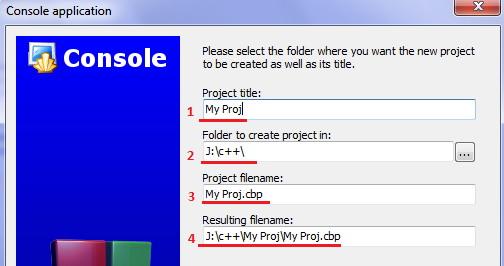 Console application
Console
Please select the folder where you want the new project
to be created as well as its title.
Project title:
1 My Proj
Folder to create project in:
2 J:\c++\ ...
Project filename:
3 My Proj.cbp
Resulting filename:
4 J:\c++\My Proj\My Proj.cbp